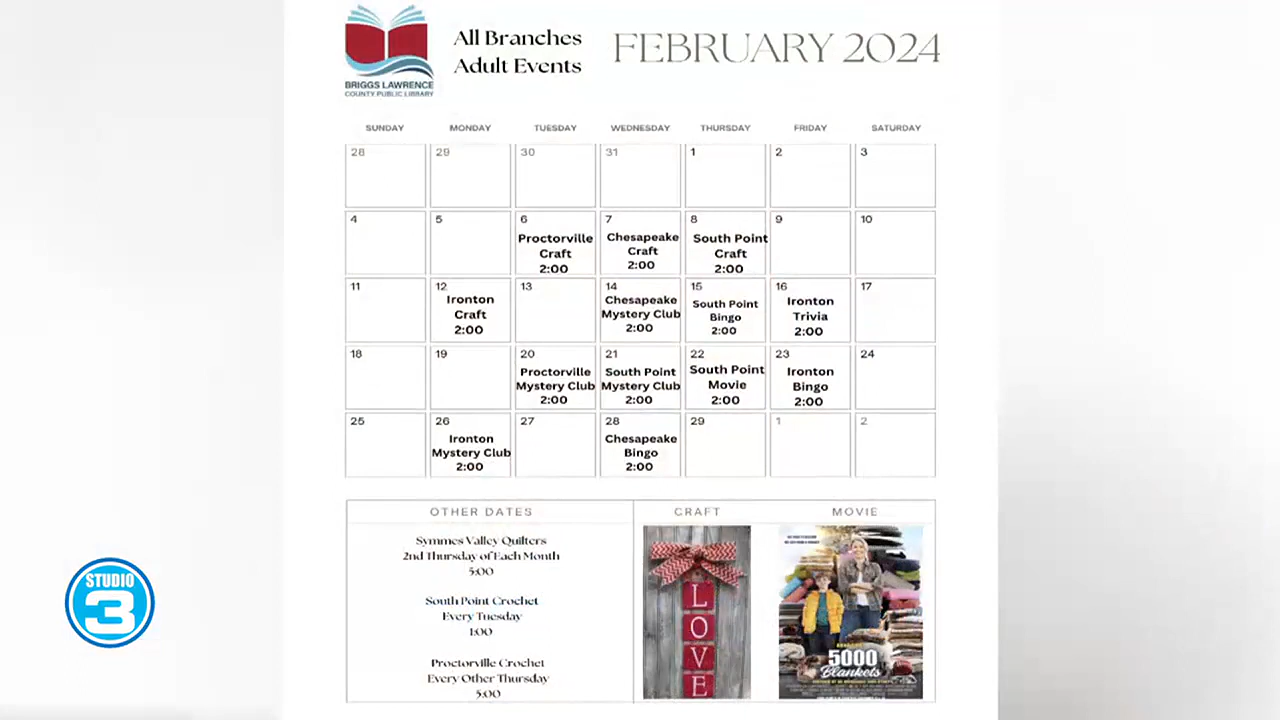 BRIGGS LAWRENCE
COUNTY PUBLIC LIBRARY
All Branches
Adult Events
FEBRUARY 2024
SUNDAY MONDAY TUESDAY WEDNESDAY THURSDAY FRIDAY SATURDAY
28 29 30 31 1 2 3
4 5 6 7 8 9 10
Proctorville Chesapeake South Point
Craft Craft Craft
2:00 2:00 2:00
11 12 13 14 15 16 17
Ironton Chesapeake South Point Ironton
Craft Mystery Club Bingo Trivia
2:00 2:00 2:00 2:00
18 19 20 21 22 23 24
Proctorville South Point South Point Ironton
Mystery Club Mystery Club Movie Bingo
2:00 2:00 2:00 2:00
25 26 27 28 29 1 2
Ironton Chesapeake
Mystery Club Bingo
2:00 2:00
OTHER DATES
Symmes Valley Quilters
2nd Thursday of Each Month
5:00
South Point Crochet
Every Tuesday
1:00
Proctorville Crochet
Every Other Thursday
5:00
CRAFT
LOVE
MOVIE
5000
Blankets
STUDIO
3